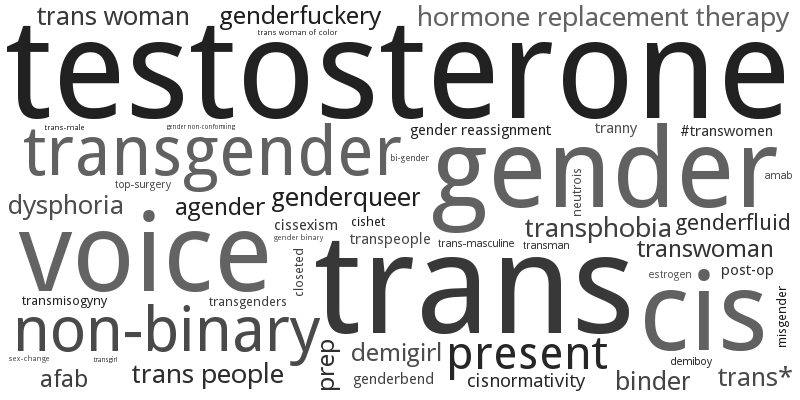 trans woman
genderfuckery
hormone replacement therapy
trans woman of color
testosterone
trans-male
gender non-conforming
gender reassignment
tranny
#transwomen
transgender
bi-gender
gender
top-surgery
neutrois
amab
dysphoria
agender
genderqueer
cissexism
cishet
transphobia
genderfluid
voice
gender binary
transpeople
trans-masculine
transman
transwoman
closeted
trans
estrogen
post-op
transmisogyny
transgenders
cis
misgender
non-binary
sex-change
transgirl
prep
demigirl
present
demiboy
afab
trans people
genderbend
cisnormativity
binder
trans*